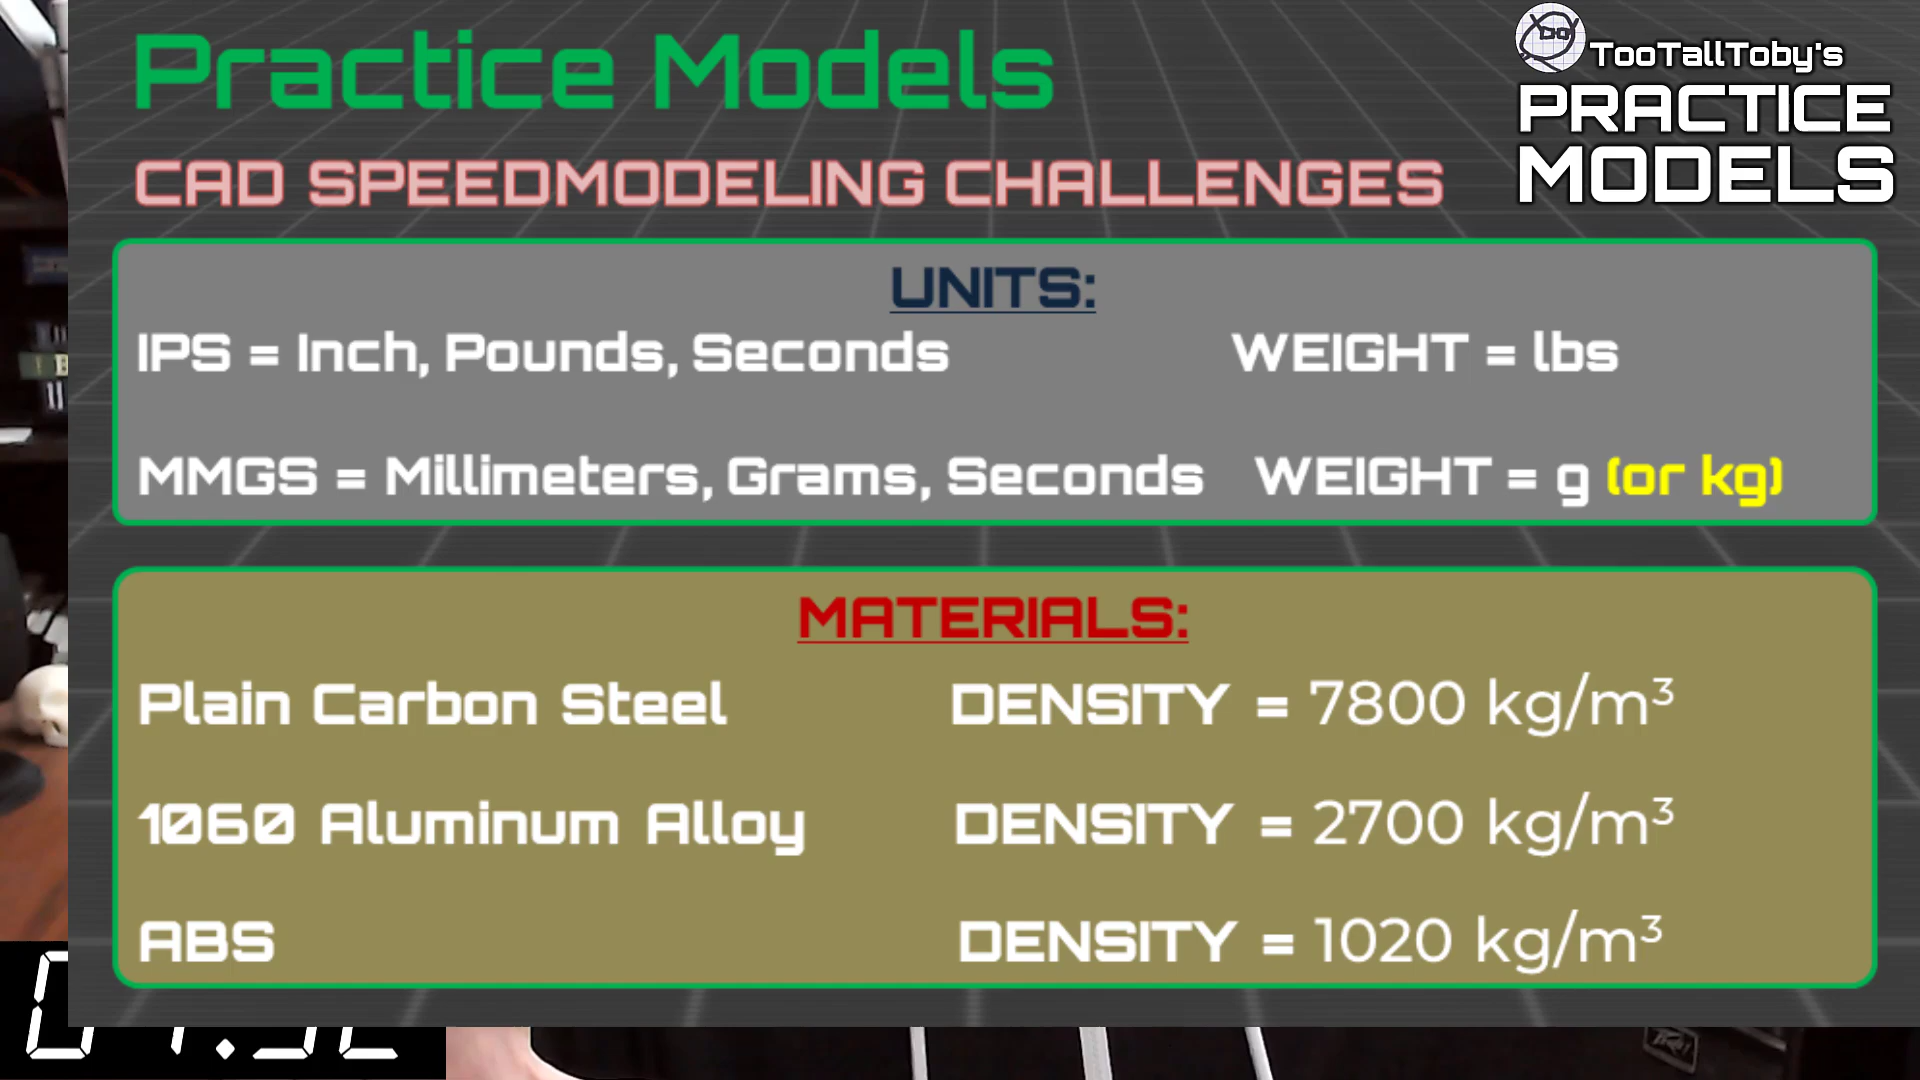 Practice Models
TooTallToby's
PRACTICE
MODELS
CAD SPEEDMODELING CHALLENGES
UNITS:
IPS = Inch, Pounds, Seconds WEIGHT = lbs
MMGS = Millimeters, Grams, Seconds WEIGHT = g (or kg)
MATERIALS:
Plain Carbon Steel DENSITY = 7800 kg/m³
1060 Aluminum Alloy DENSITY = 2700 kg/m³
ABS DENSITY = 1020 kg/m³